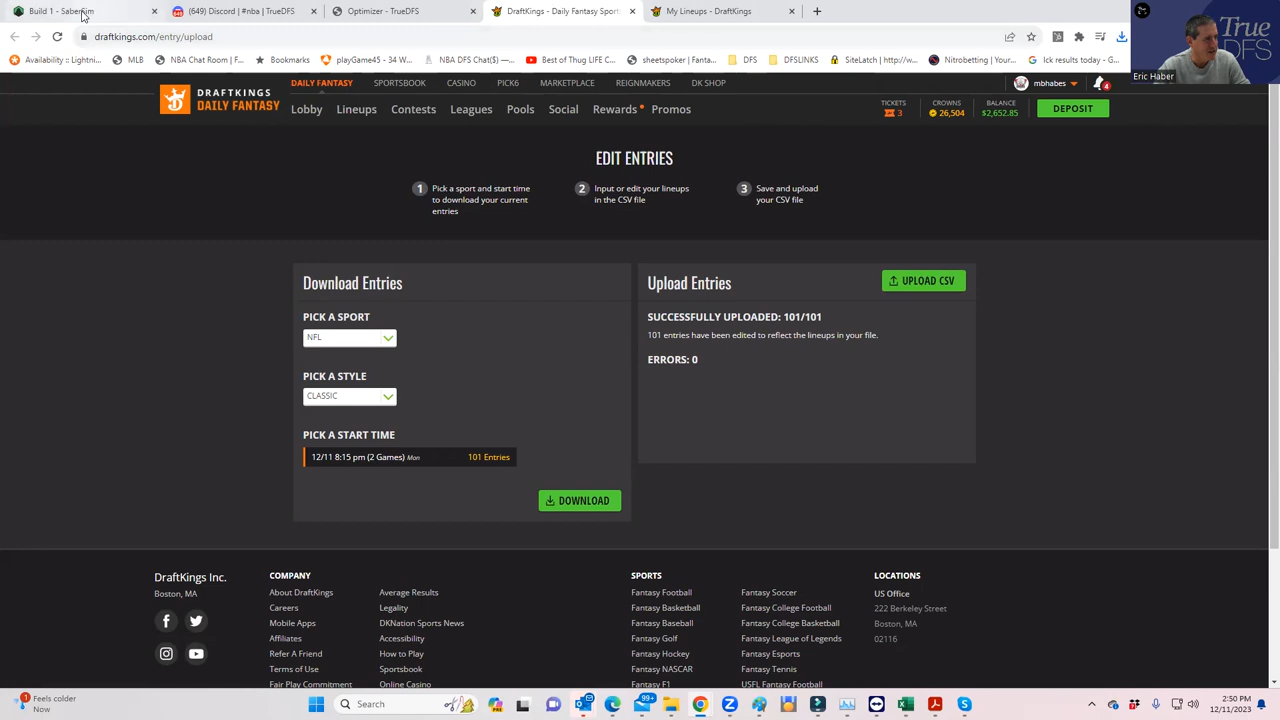 Build 1 - SaberSim
(649) Discord | #nba | TrueDFS
Optimizer - TrueDFS
DraftKings - Daily Fantasy Sport
My Lineups - DraftKings
draftkings.com/entry/upload
Availability :: Lightni...
MLB
NBA Chat Room | F...
Bookmarks
playGame45 - 34 W...
NBA DFS Chat($) —...
Best of Thug LIFE C...
sheetspoker | Fanta...
DFS
DFSLINKS
SiteLatch | http://w...
Nitrobetting | Your...
Ick results today - G...
True
DFS
Eric Haber
DRAFTKINGS
DAILY FANTASY
DAILY FANTASY SPORTSBOOK CASINO PICK6 MARKETPLACE REIGNMAKERS DK SHOP
mbhabes
4
Lobby Lineups Contests Leagues Pools Social Rewards Promos
TICKETS
3
CROWNS
26,504
BALANCE
$2,652.85
DEPOSIT
EDIT ENTRIES
1 Pick a sport and start time
to download your current
entries
2 Input or edit your lineups
in the CSV file
3 Save and upload
your CSV file
Download Entries
PICK A SPORT
NFL
PICK A STYLE
CLASSIC
PICK A START TIME
12/11 8:15 pm (2 Games) Mon 101 Entries
DOWNLOAD
Upload Entries
UPLOAD CSV
SUCCESSFULLY UPLOADED: 101/101
101 entries have been edited to reflect the lineups in your file.
ERRORS: 0
DraftKings Inc.
Boston, MA
COMPANY
About DraftKings
Careers
Mobile Apps
Affiliates
Refer A Friend
Terms of Use
Fair Play Commitment
Average Results
Legality
DKNation Sports News
Accessibility
How to Play
Sportsbook
Online Casino
SPORTS
Fantasy Football
Fantasy Basketball
Fantasy Baseball
Fantasy Golf
Fantasy Hockey
Fantasy NASCAR
Fantasy F1
Fantasy Soccer
Fantasy College Football
Fantasy College Basketball
Fantasy League of Legends
Fantasy Esports
Fantasy Tennis
USFL Fantasy Football
LOCATIONS
US Office
222 Berkeley Street
Boston, MA
02116
1
Feels colder
Now
Search
99+
2:50 PM
12/11/2023